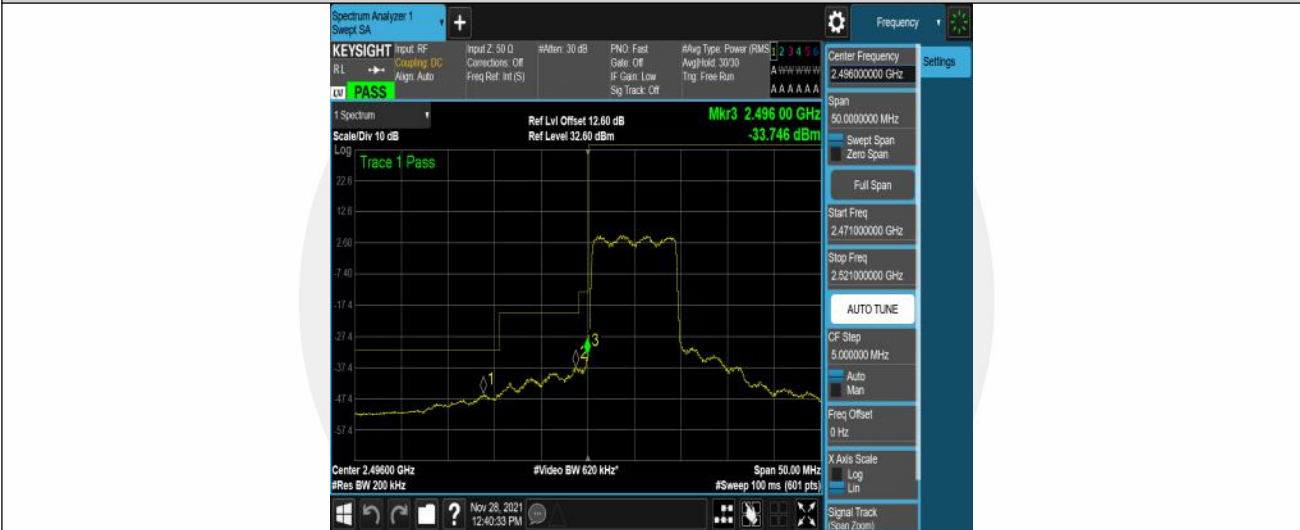 Spectrum Analyzer 1
Swept SA
+
Frequency
KEYSIGHT
RL
Input: RF
Coupling: DC
Align: Auto
Input Z: 50 Ω
Corrections: Off
Freq Ref: Int (S)
#Atten: 30 dB
PNO: Fast
Gate: Off
IF Gain: Low
Sig Track: Off
#Avg Type: Power (RMS
Avg|Hold: 30/30
Trig: Free Run
1 2 3 4 5 6
A W W W W W
A A A A A A
PASS
1 Spectrum
Scale/Div 10 dB
Ref Lvl Offset 12.60 dB
Ref Level 32.60 dBm
Mkr3 2.496 00 GHz
-33.746 dBm
Log
Trace 1 Pass
22.6
12.6
2.60
-7.40
-17.4
-27.4
-37.4
-47.4
-57.4
1
2
3
Center 2.49600 GHz
#Res BW 200 kHz
#Video BW 620 kHz*
Span 50.00 MHz
#Sweep 100 ms (601 pts)
Nov 28, 2021
12:40:33 PM
?
Center Frequency
2.496000000 GHz
Settings
Span
50.0000000 MHz
Swept Span
Zero Span
Full Span
Start Freq
2.471000000 GHz
Stop Freq
2.521000000 GHz
AUTO TUNE
CF Step
5.000000 MHz
Auto
Man
Freq Offset
0 Hz
X Axis Scale
Log
Lin
Signal Track
(Span Zoom)